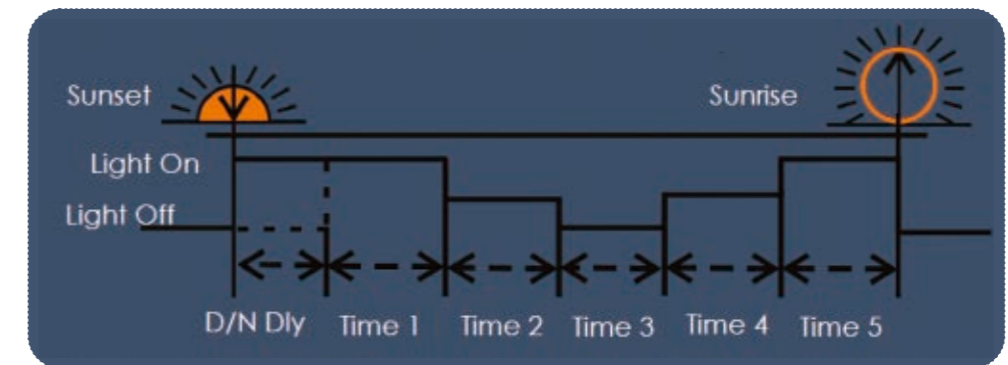 Sunset
Sunrise
Light On
Light Off
D/N Dly Time 1 Time 2 Time 3 Time 4 Time 5